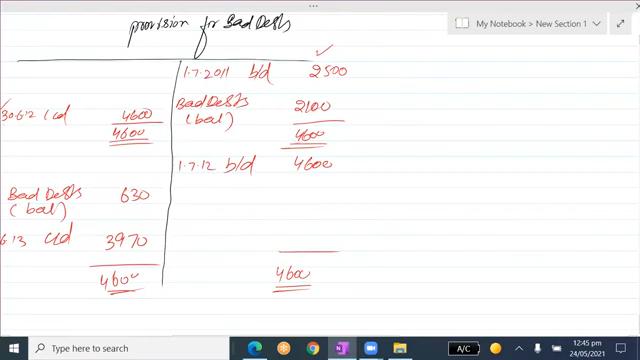 provision for Bad Debts
My Notebook > New Section 1
1.7.2011 b/d 2500
Bad Debts 2100
(bal)
30.6.12 c/d 4600
4600
4600
1.7.12 b/d 4600
Bad Debts 630
(bal)
6.13 c/d 3970
4600
4600
Type here to search
A/C
12:45 pm
24/05/2021